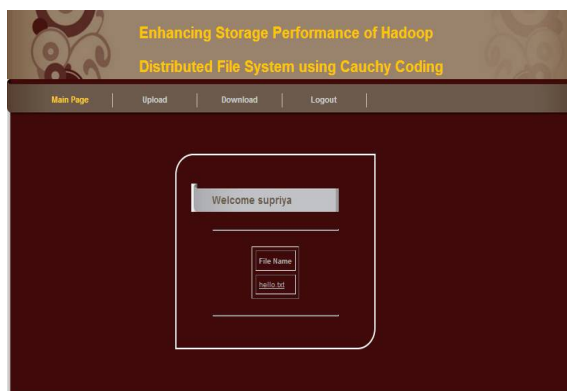 Enhancing Storage Performance of Hadoop
Distributed File System using Cauchy Coding
Main Page Upload Download Logout
Welcome supriya
File Name
hello.txt